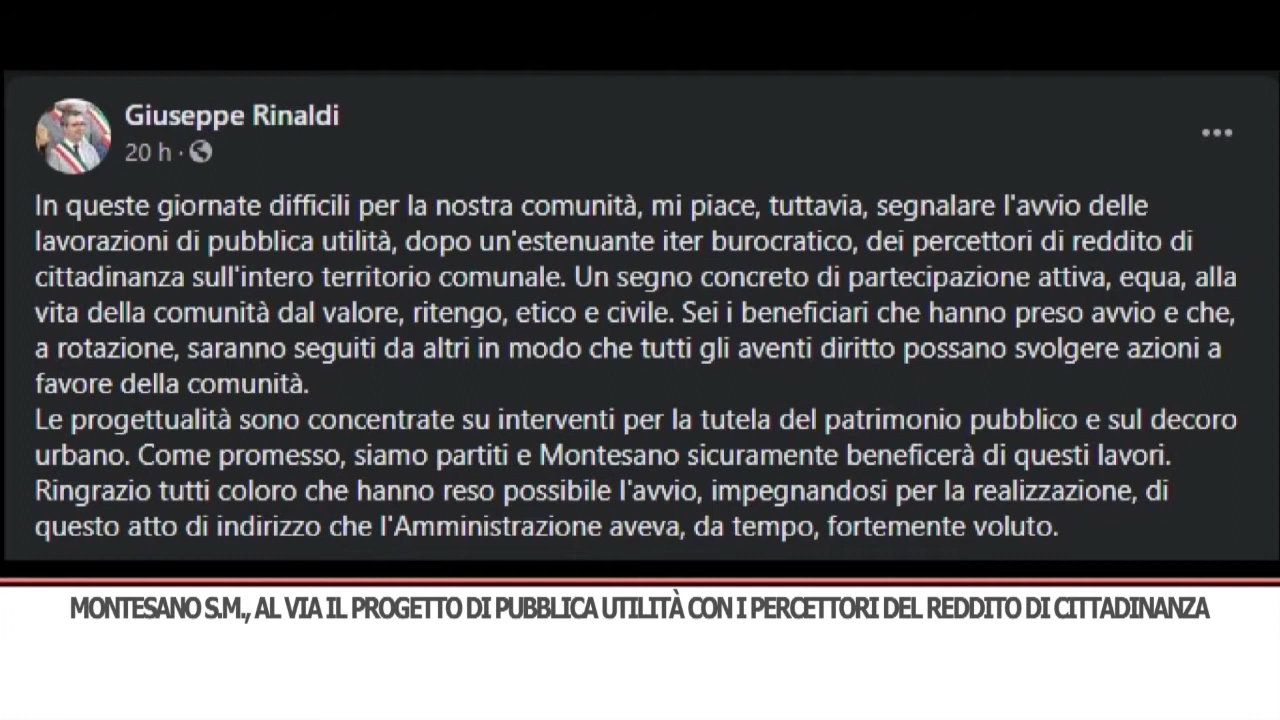 Giuseppe Rinaldi
20 h ·
In queste giornate difficili per la nostra comunità, mi piace, tuttavia, segnalare l'avvio delle
lavorazioni di pubblica utilità, dopo un'estenuante iter burocratico, dei percettori di reddito di
cittadinanza sull'intero territorio comunale. Un segno concreto di partecipazione attiva, equa, alla
vita della comunità dal valore, ritengo, etico e civile. Sei i beneficiari che hanno preso avvio e che,
a rotazione, saranno seguiti da altri in modo che tutti gli aventi diritto possano svolgere azioni a
favore della comunità.
Le progettualità sono concentrate su interventi per la tutela del patrimonio pubblico e sul decoro
urbano. Come promesso, siamo partiti e Montesano sicuramente beneficerà di questi lavori.
Ringrazio tutti coloro che hanno reso possibile l'avvio, impegnandosi per la realizzazione, di
questo atto di indirizzo che l'Amministrazione aveva, da tempo, fortemente voluto.
MONTESANO S.M., AL VIA IL PROGETTO DI PUBBLICA UTILITÀ CON I PERCETTORI DEL REDDITO DI CITTADINANZA